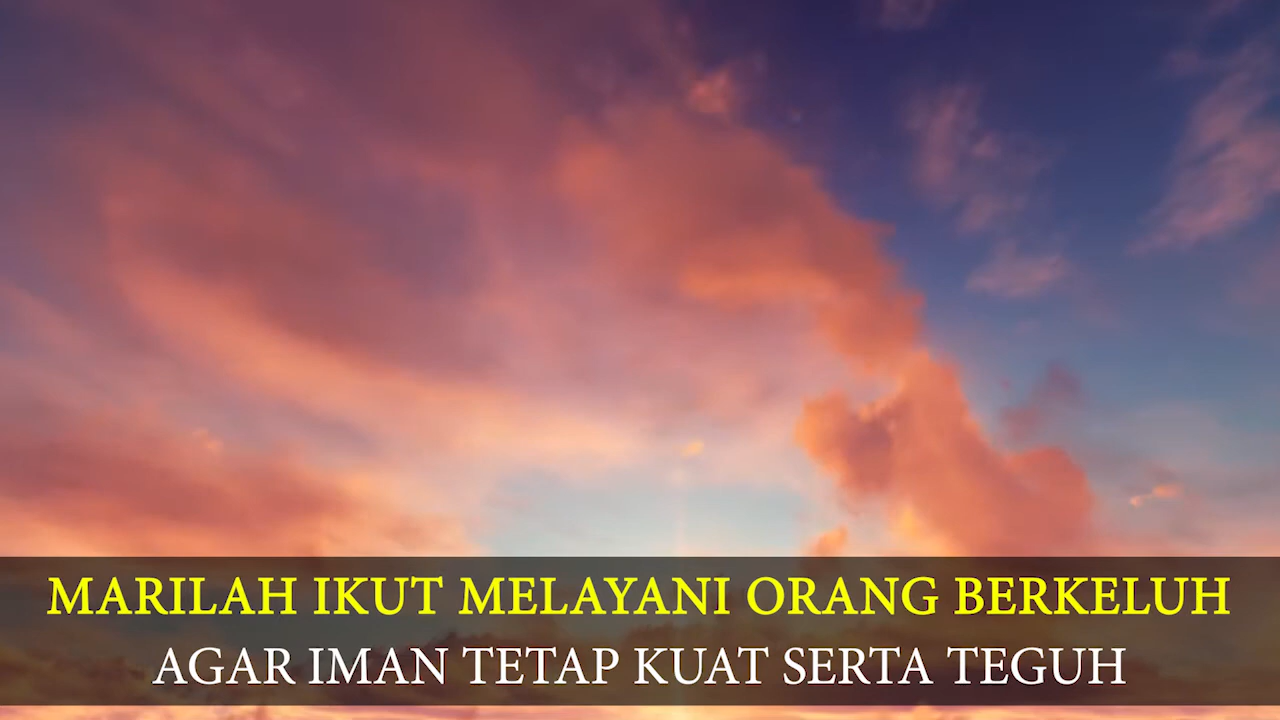 MARILAH IKUT MELAYANI ORANG BERKELUH
AGAR IMAN TETAP KUAT SERTA TEGUH